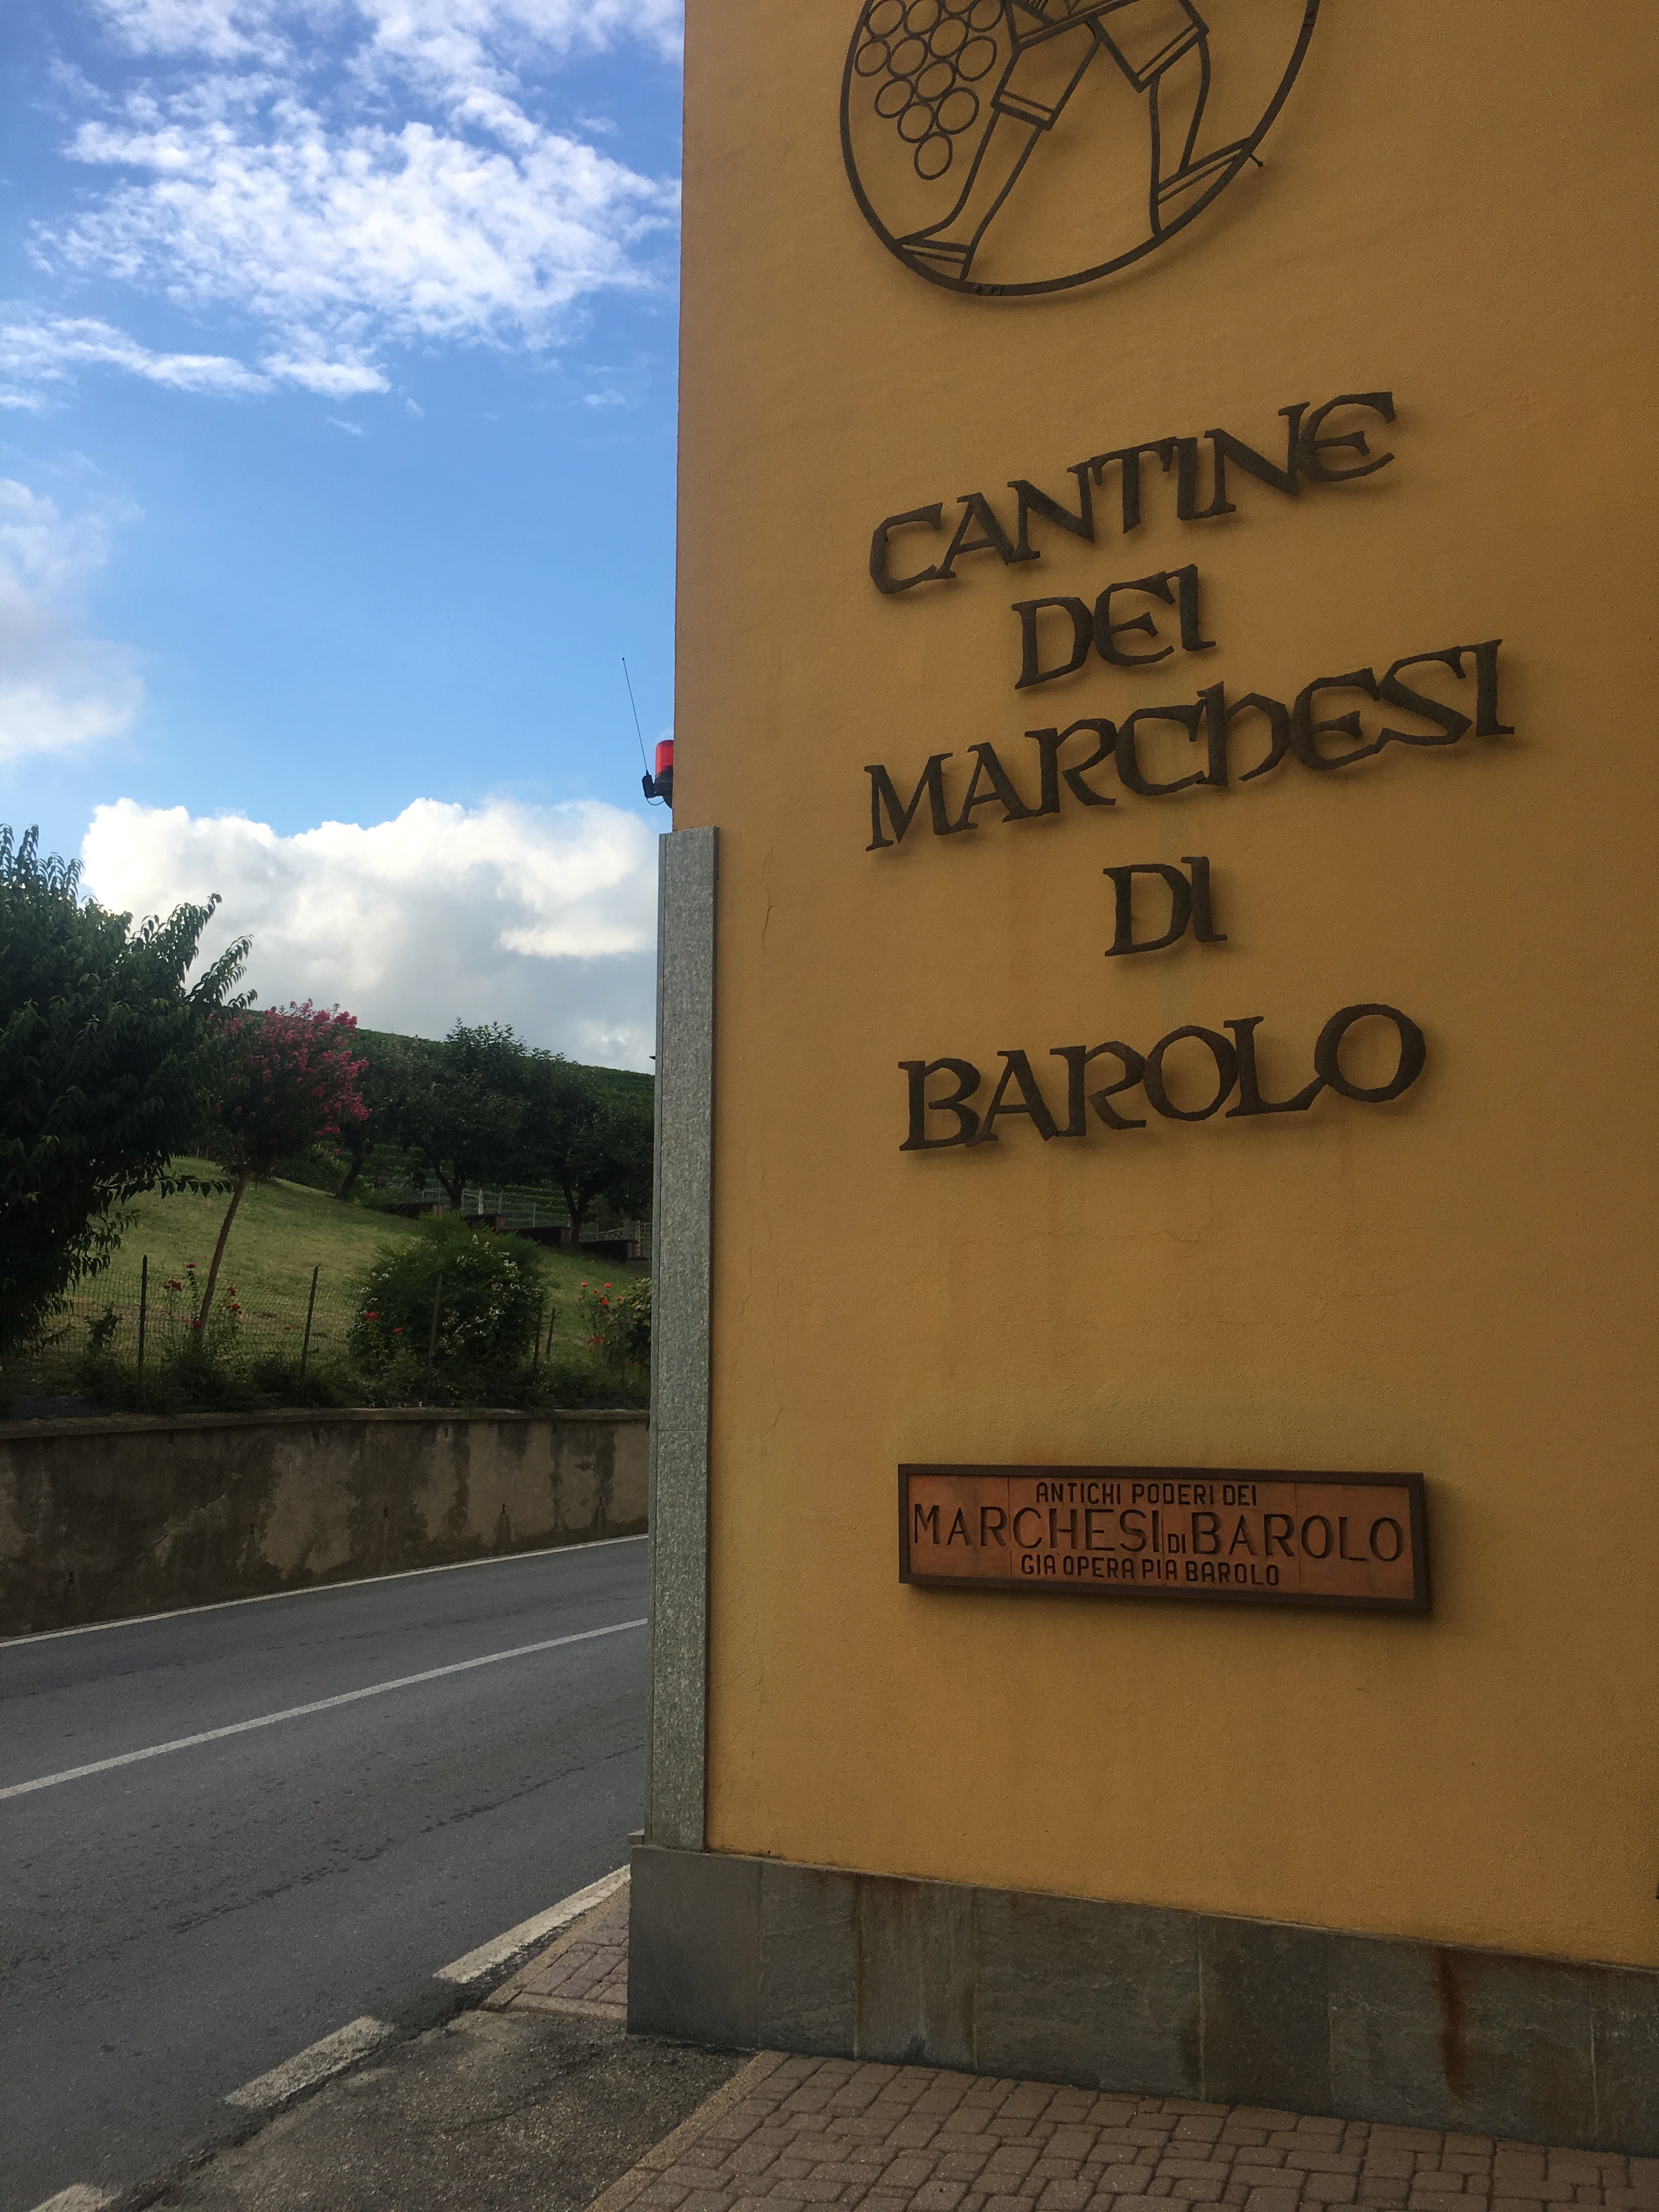 CANTINE
DEI
MARCHESI
DI
BAROLO
ANTICHI PODERI DEI
MARCHESI DI BAROLO
GIA' OPERA PIA BAROLO